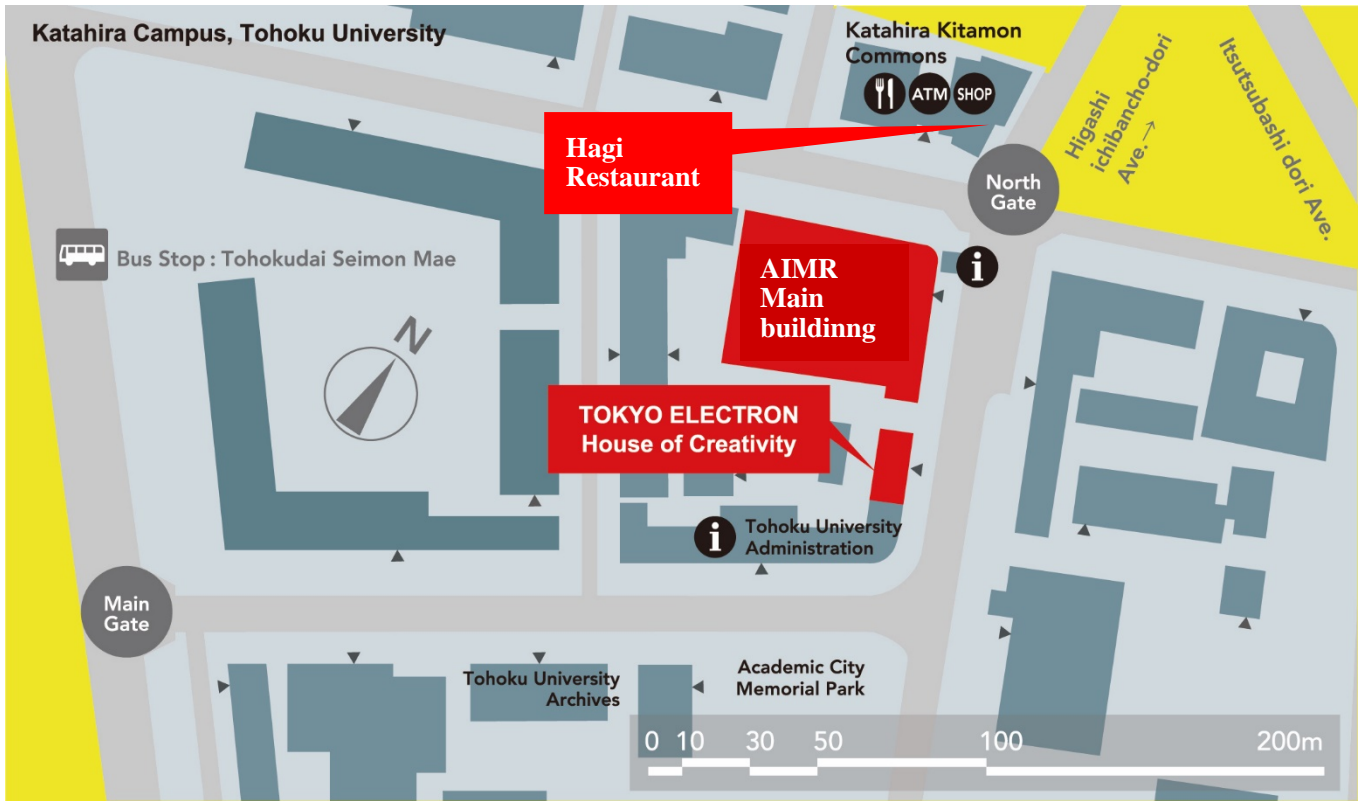 Katahira Campus, Tohoku University
Katahira Kitamon
Commons
ATM SHOP
Higashi
ichibancho-dori
Ave.→
Itsutsubashi dori Ave.
Hagi
Restaurant
North
Gate
Bus Stop : Tohokudai Seimon Mae
N
AIMR
Main
buildinng
i
TOKYO ELECTRON
House of Creativity
i
Tohoku University
Administration
Main
Gate
Tohoku University
Archives
Academic City
Memorial Park
0 10 30 50 100 200m